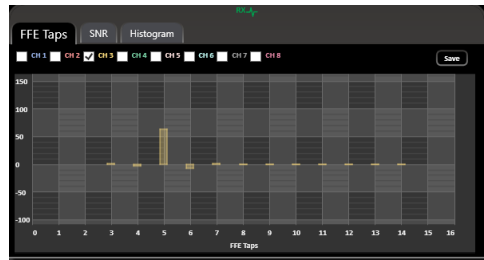 RX
FFE Taps SNR Histogram
CH 1 CH 2 CH 3 CH 4 CH 5 CH 6 CH 7 CH 8 Save
150
100
50
0
-50
-100
0 1 2 3 4 5 6 7 8 9 10 11 12 13 14 15 16
FFE Taps